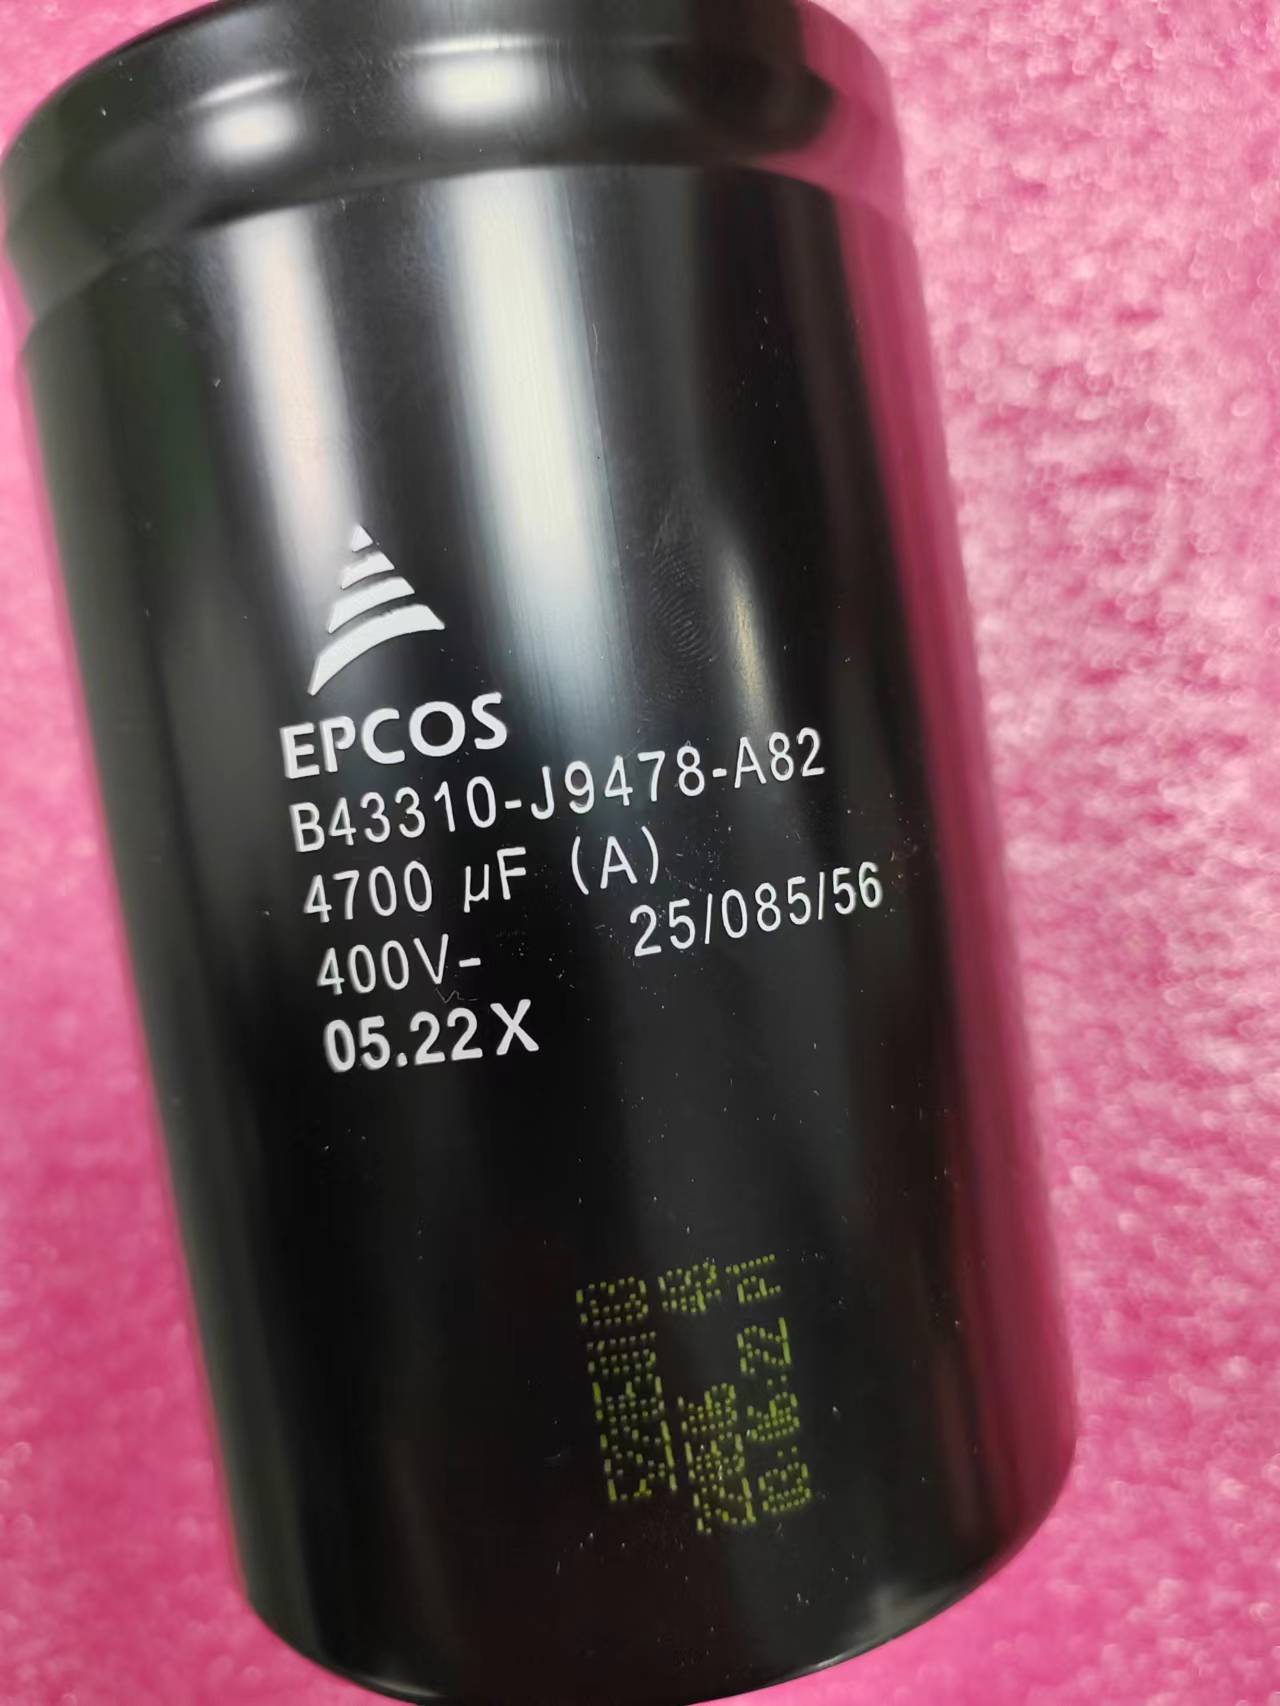 EPCOS
B43310-J9478-A82
4700 µF (A)
400V- 25/085/56
05.22 X